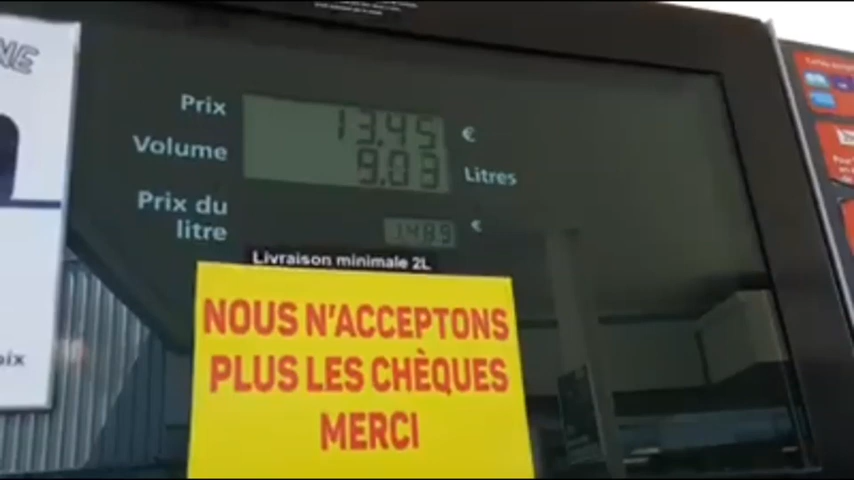 NE
Prix 13.45 €
Volume 9.03 Litres
Prix du
litre 1.489 €
Livraison minimale 2L
NOUS N'ACCEPTONS
PLUS LES CHÈQUES
MERCI